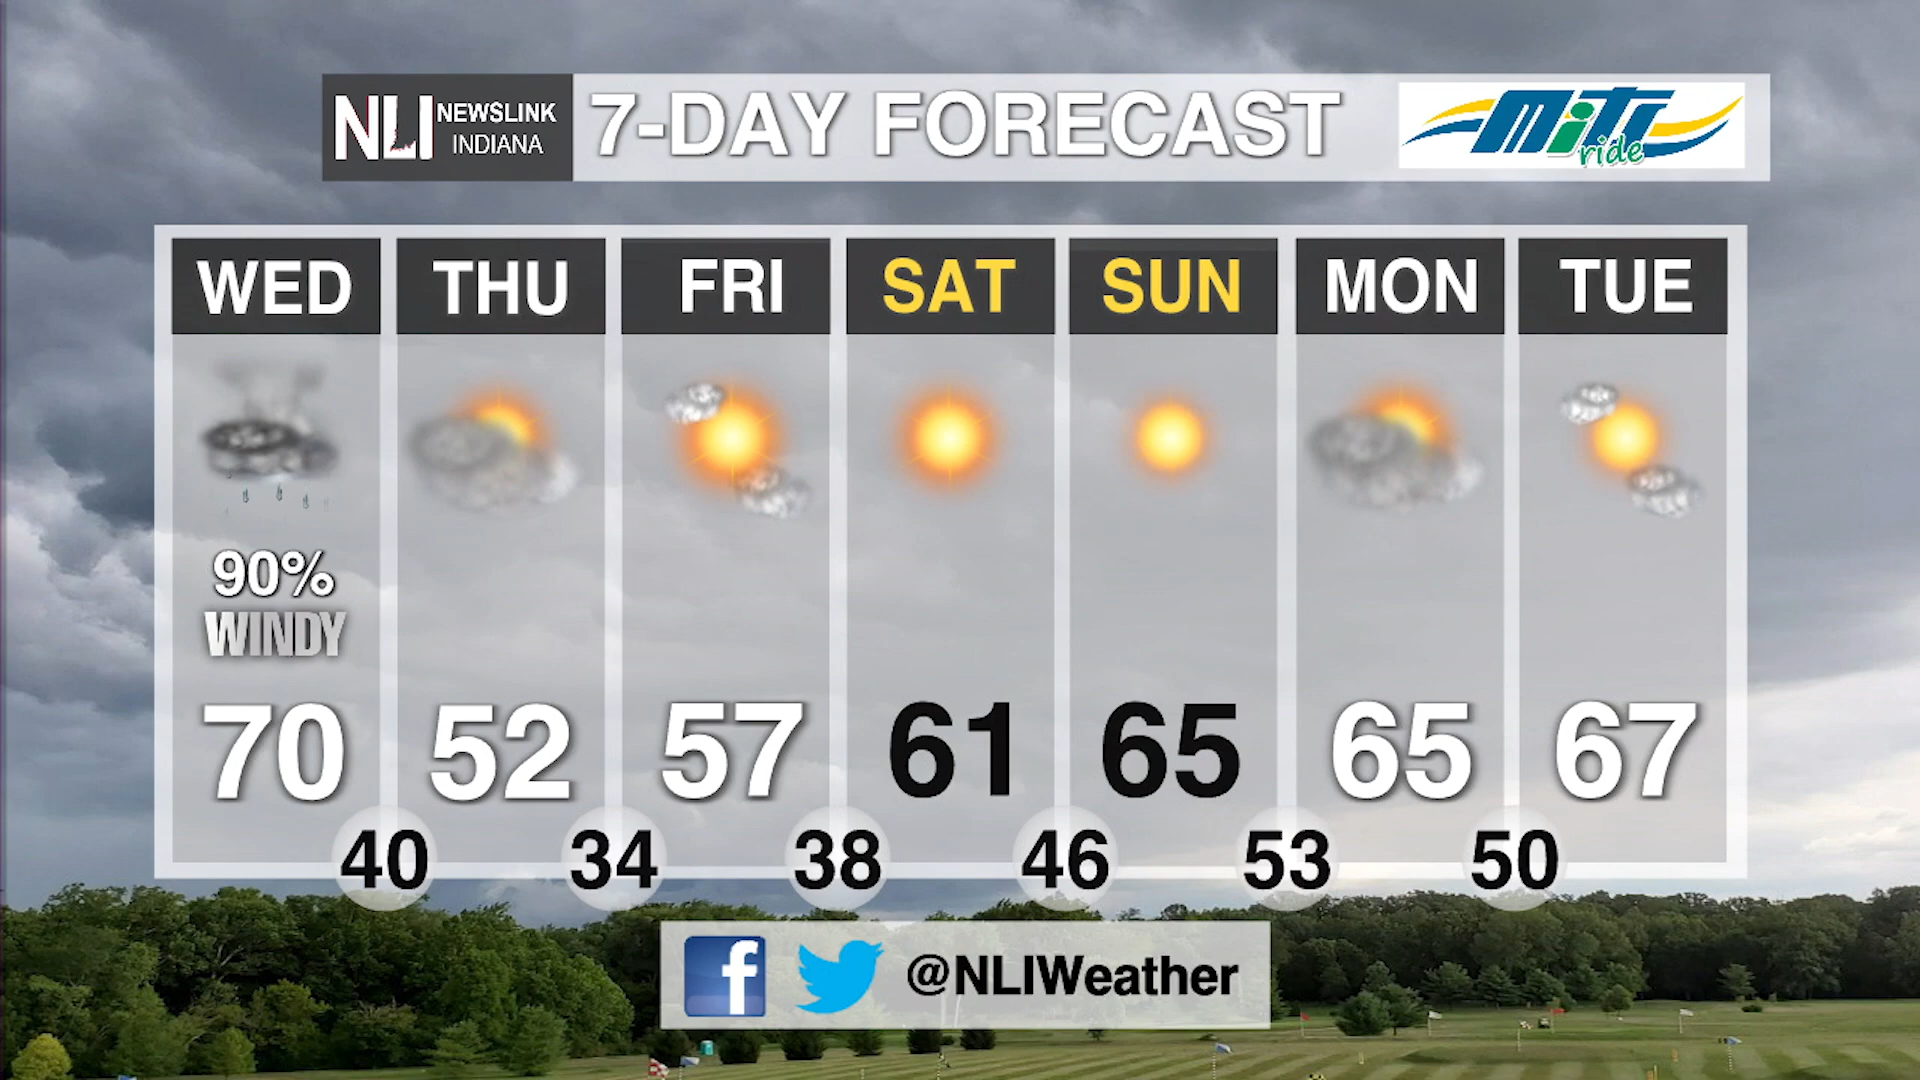 NLI NEWSLINK
INDIANA
7-DAY FORECAST
MiTS
ride
WED THU FRI SAT SUN MON TUE
90%
WINDY
70 52 57 61 65 65 67
40 34 38 46 53 50
f @NLIWeather